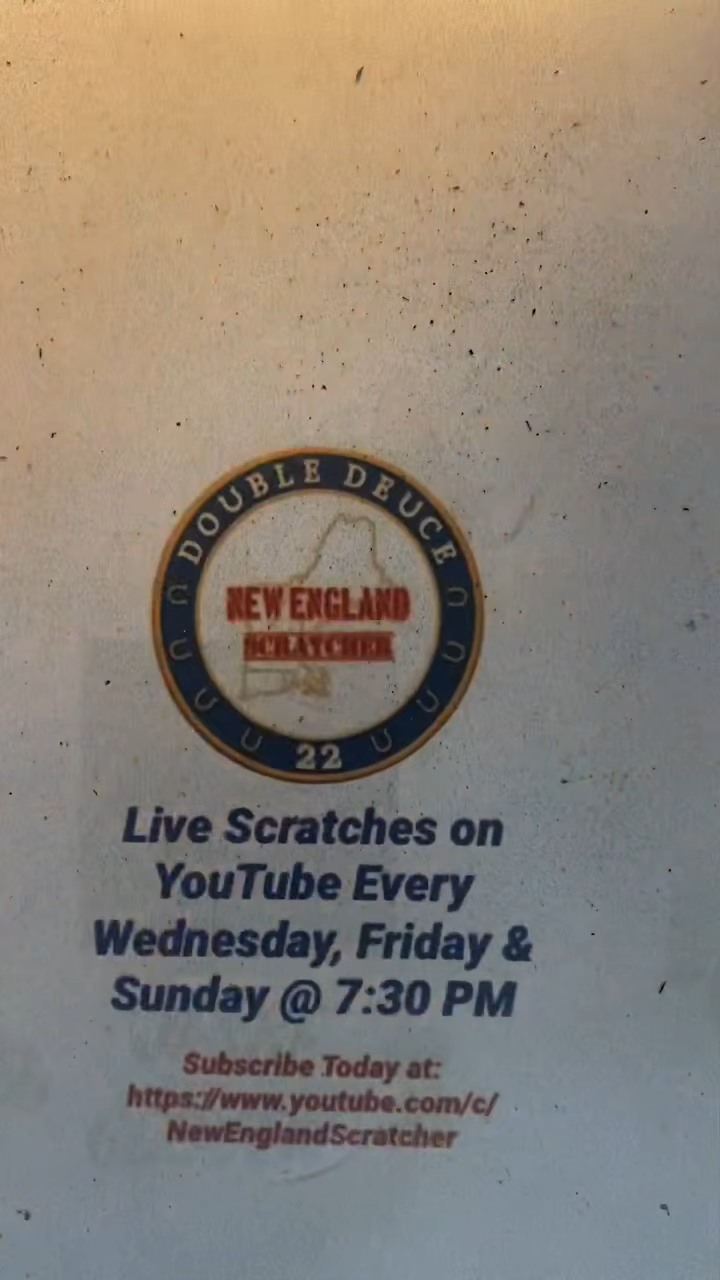 DOUBLE DEUCE
NEW ENGLAND
SCRATCHER
22
Live Scratches on
YouTube Every
Wednesday, Friday &
Sunday @ 7:30 PM
Subscribe Today at:
https://www.youtube.com/c/
NewEnglandScratcher